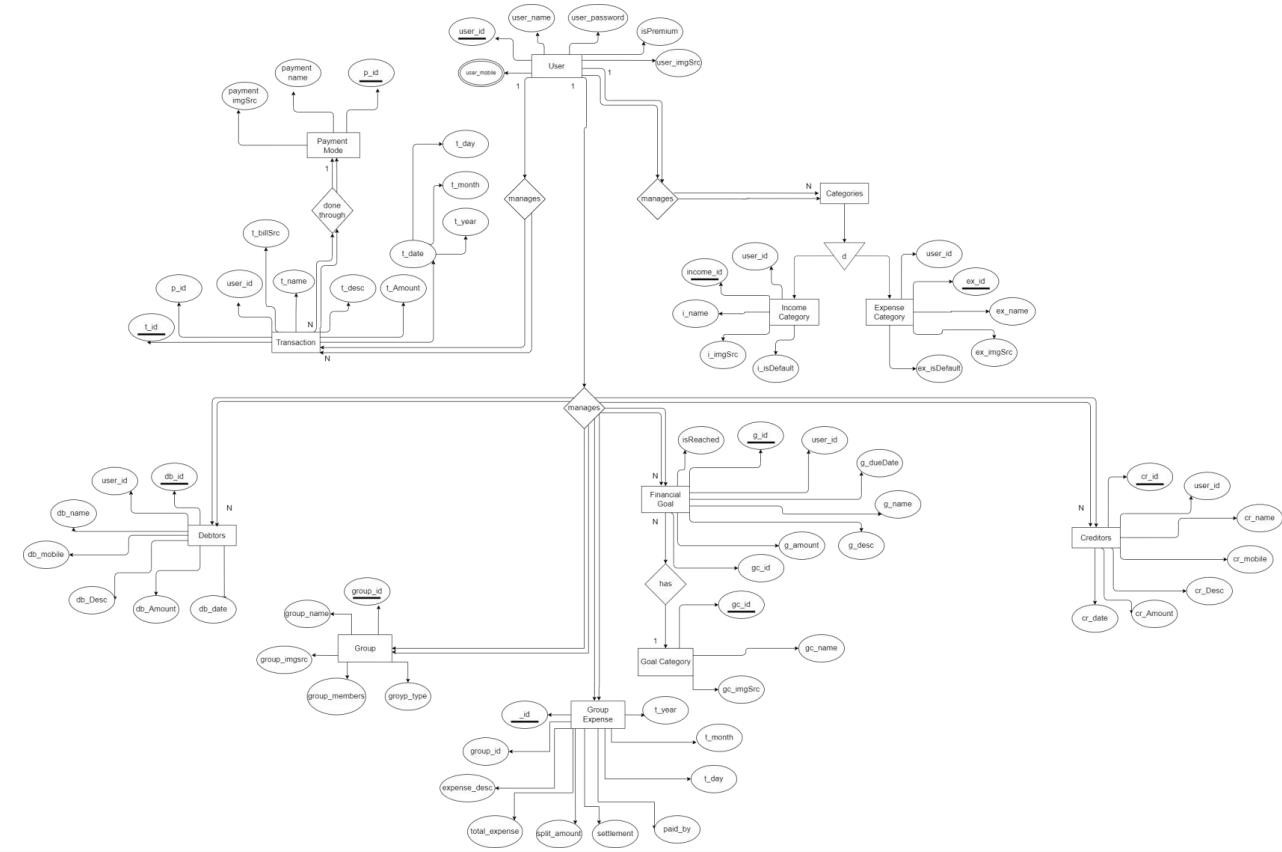 user_name
user_password
user_id
isPremium
User
user_imgSrc
user_mobile
1
1
1
payment
name
p_id
payment
imgSrc
Payment
Mode
1
t_day
t_month
t_year
t_date
done
through
manages
manages
N
Categories
d
t_billSrc
p_id
user_id
t_name
t_desc
t_Amount
t_id
N
Transaction
N
user_id
income_id
Income
Category
i_name
i_imgSrc
i_isDefault
user_id
ex_id
Expense
Category
ex_name
ex_imgSrc
ex_isDefault
manages
user_id
db_id
N
db_name
Debtors
db_mobile
db_Desc
db_Amount
db_date
isReached
g_id
user_id
g_dueDate
N
Financial
Goal
g_name
N
g_amount
g_desc
gc_id
has
gc_id
1
Goal Category
gc_name
gc_imgSrc
cr_id
user_id
N
cr_name
Creditors
cr_mobile
cr_Desc
cr_date
cr_Amount
group_id
group_name
Group
group_imgsrc
group_members
groyp_type
_id
Group
Expense
t_year
t_month
group_id
t_day
expense_desc
total_expense
split_amount
settlement
paid_by